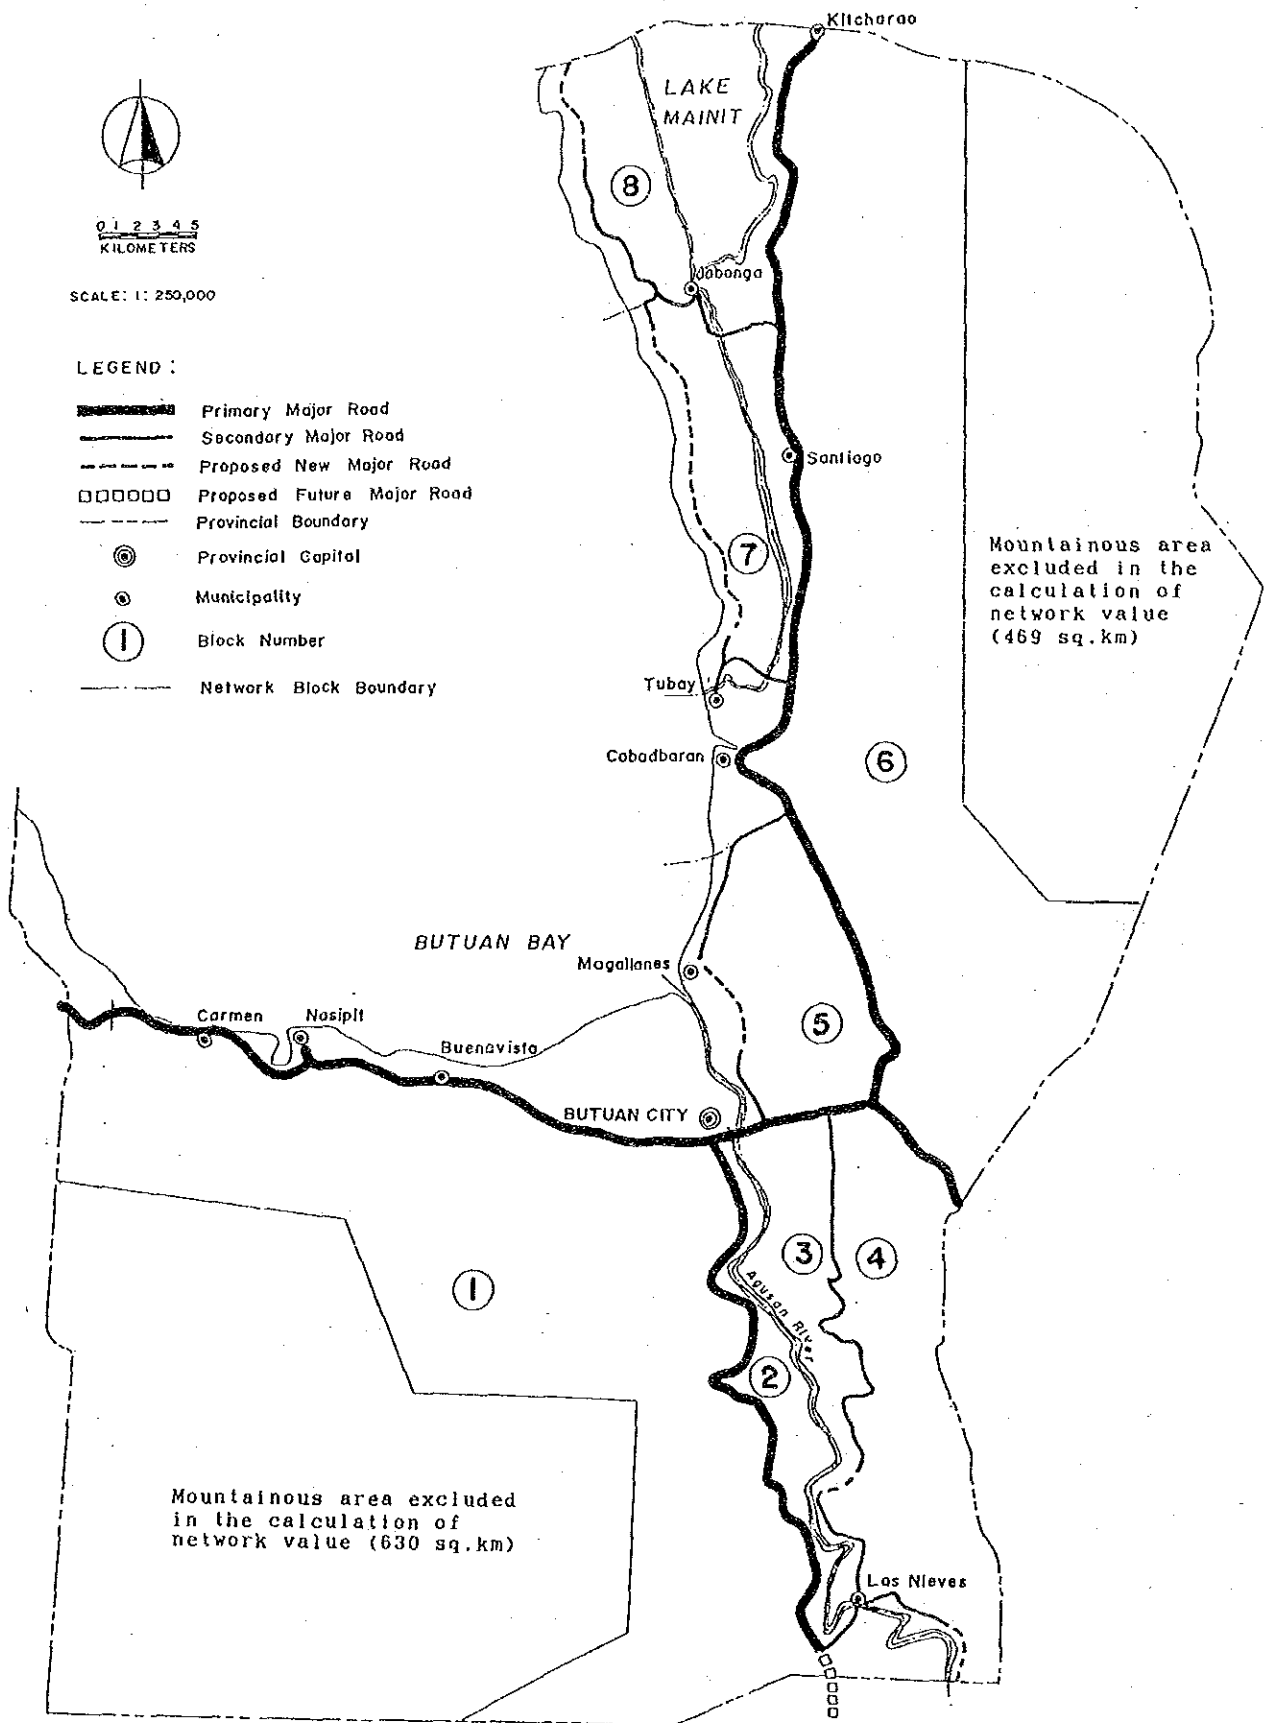 Kitcharao
LAKE
MAINIT
8
0 1 2 3 4 5
KILOMETERS
SCALE: 1: 250,000
Jabonga
LEGEND :
Primary Major Road
Secondary Major Road
Proposed New Major Road
Proposed Future Major Road
Provincial Boundary
Provincial Capital
Municipality
1
Block Number
Network Block Boundary
Santiago
7
Mountainous area
excluded in the
calculation of
network value
(469 sq.km)
Tubay
Cabadbaran
6
BUTUAN BAY
Magallanes
Carmen
Nasipit
Buenavista
5
BUTUAN CITY
3
4
1
Agusan River
2
Mountainous area excluded
in the calculation of
network value (630 sq.km)
Las Nieves